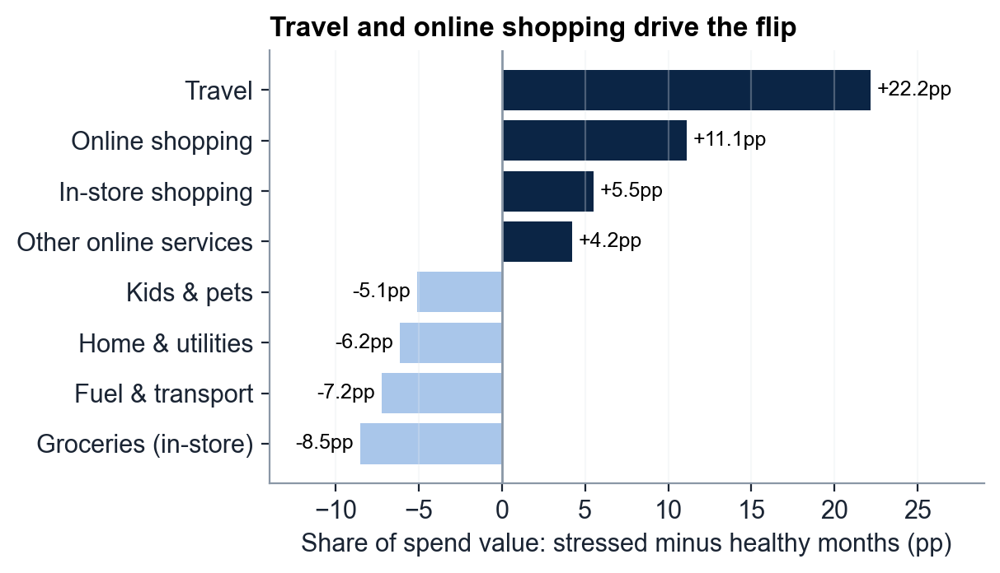 Travel and online shopping drive the flip
Travel
+22.2pp
Online shopping
+11.1pp
In-store shopping
+5.5pp
Other online services
+4.2pp
Kids & pets
-5.1pp
Home & utilities
-6.2pp
Fuel & transport
-7.2pp
Groceries (in-store)
-8.5pp
−10 −5 0 5 10 15 20 25
Share of spend value: stressed minus healthy months (pp)